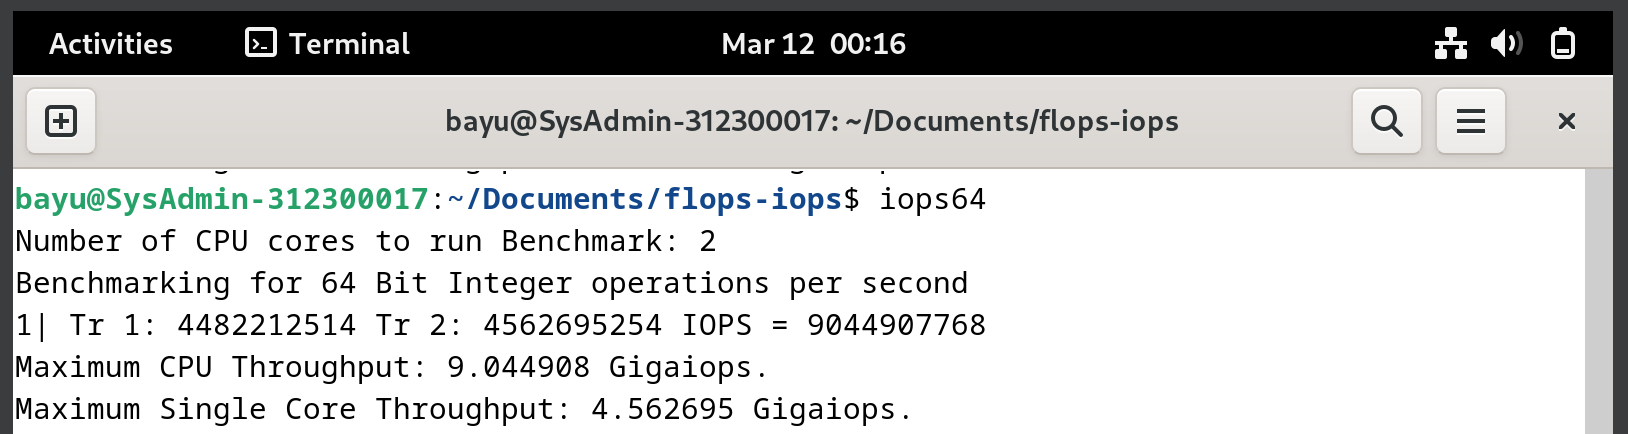 Activities Terminal Mar 12 00:16
bayu@SysAdmin-312300017: ~/Documents/flops-iops
bayu@SysAdmin-312300017:~/Documents/flops-iops$ iops64
Number of CPU cores to run Benchmark: 2
Benchmarking for 64 Bit Integer operations per second
1| Tr 1: 4482212514 Tr 2: 4562695254 IOPS = 9044907768
Maximum CPU Throughput: 9.044908 Gigaiops.
Maximum Single Core Throughput: 4.562695 Gigaiops.